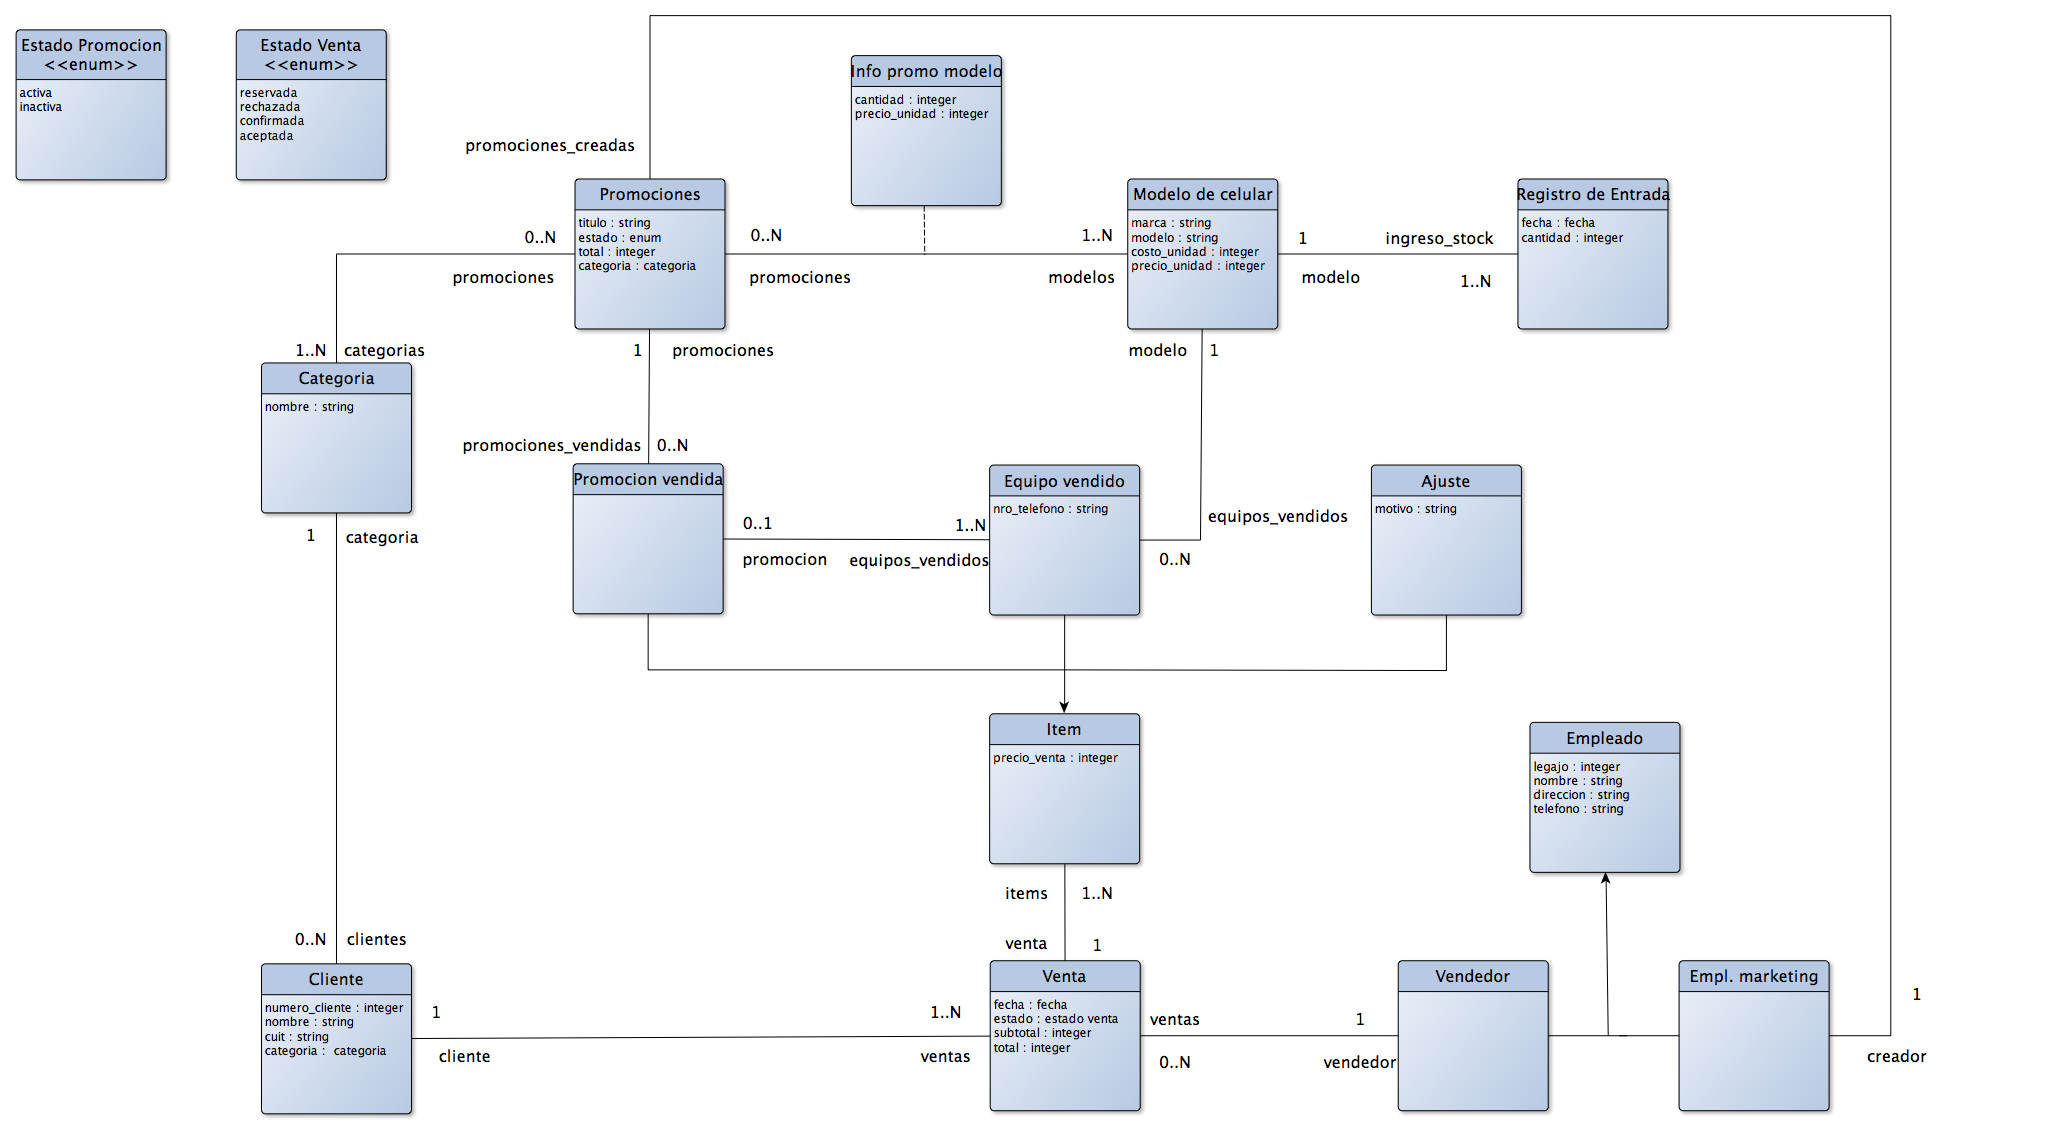 Estado Promocion
<<enum>>
activa
inactiva
Estado Venta
<<enum>>
reservada
rechazada
confirmada
aceptada
Info promo modelo
cantidad : integer
precio_unidad : integer
promociones_creadas
Promociones
titulo : string
estado : enum
total : integer
categoria : categoria
0..N
promociones
0..N
promociones
1..N
modelos
Modelo de celular
marca : string
modelo : string
costo_unidad : integer
precio_unidad : integer
1
modelo
ingreso_stock
1..N
Registro de Entrada
fecha : fecha
cantidad : integer
1..N
categorias
1
promociones
modelo
1
Categoria
nombre : string
promociones_vendidas
0..N
Promocion vendida
0..1
promocion
1..N
equipos_vendidos
Equipo vendido
nro_telefono : string
equipos_vendidos
0..N
Ajuste
motivo : string
1
categoria
Item
precio_venta : integer
Empleado
legajo : integer
nombre : string
direccion : string
telefono : string
items
1..N
venta
1
0..N
clientes
Cliente
numero_cliente : integer
nombre : string
cuit : string
categoria : categoria
1
cliente
1..N
ventas
Venta
fecha : fecha
estado : estado venta
subtotal : integer
total : integer
ventas
0..N
1
vendedor
Vendedor
Empl. marketing
1
creador